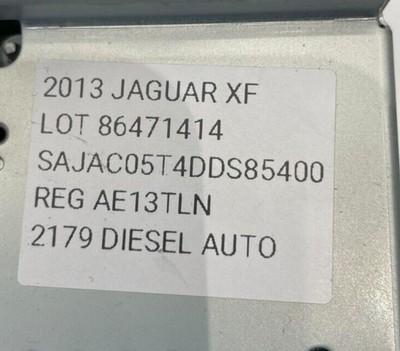 2013 JAGUAR XF
LOT 86471414
SAJAC05T4DDS85400
REG AE13TLN
2179 DIESEL AUTO